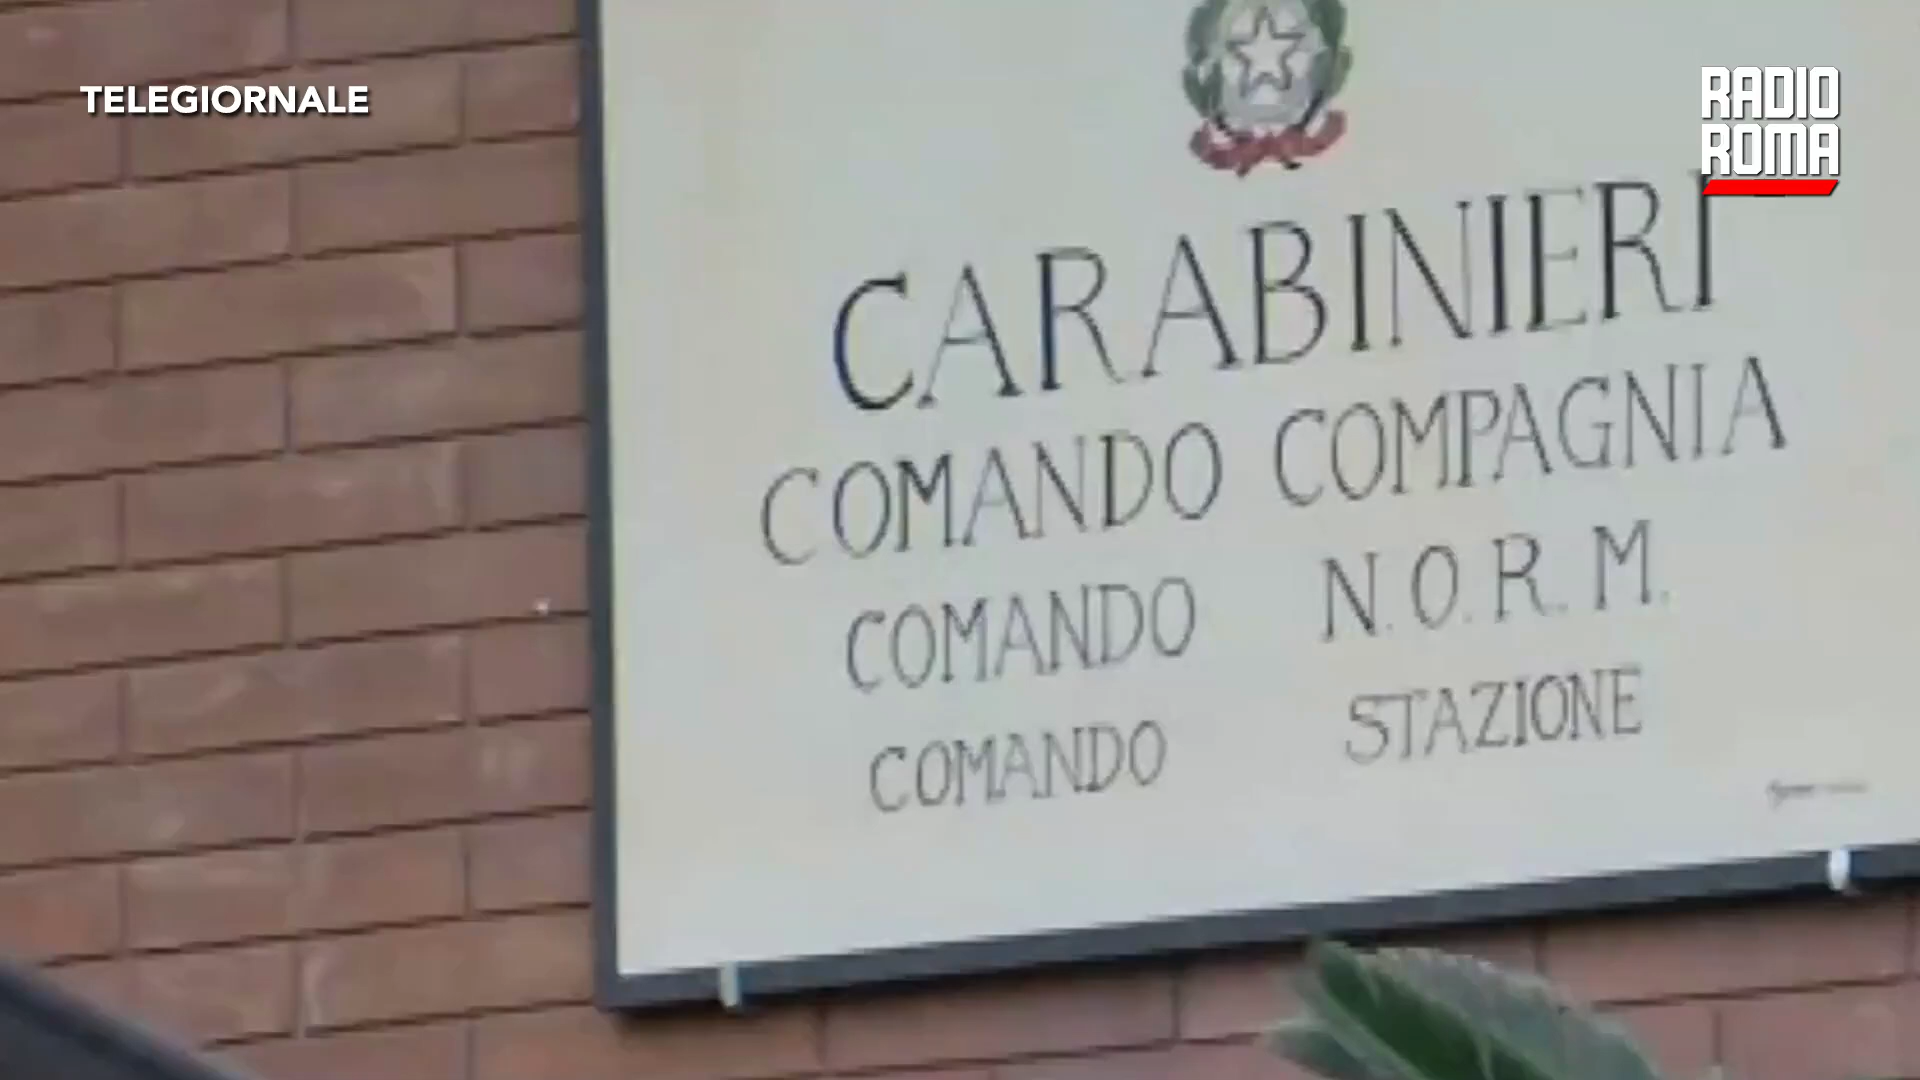 TELEGIORNALE
RADIO
ROMA
CARABINIERI
COMANDO COMPAGNIA
COMANDO N.O.R.M.
COMANDO STAZIONE